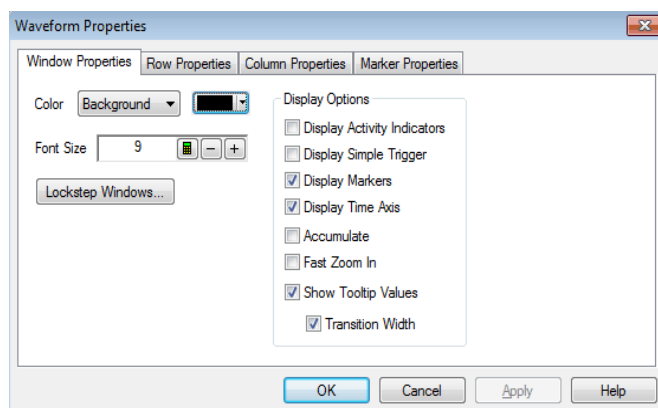 Waveform Properties
Window Properties Row Properties Column Properties Marker Properties
Color Background
Font Size 9 - +
Lockstep Windows...
Display Options
Display Activity Indicators
Display Simple Trigger
Display Markers
Display Time Axis
Accumulate
Fast Zoom In
Show Tooltip Values
Transition Width
OK Cancel Apply Help